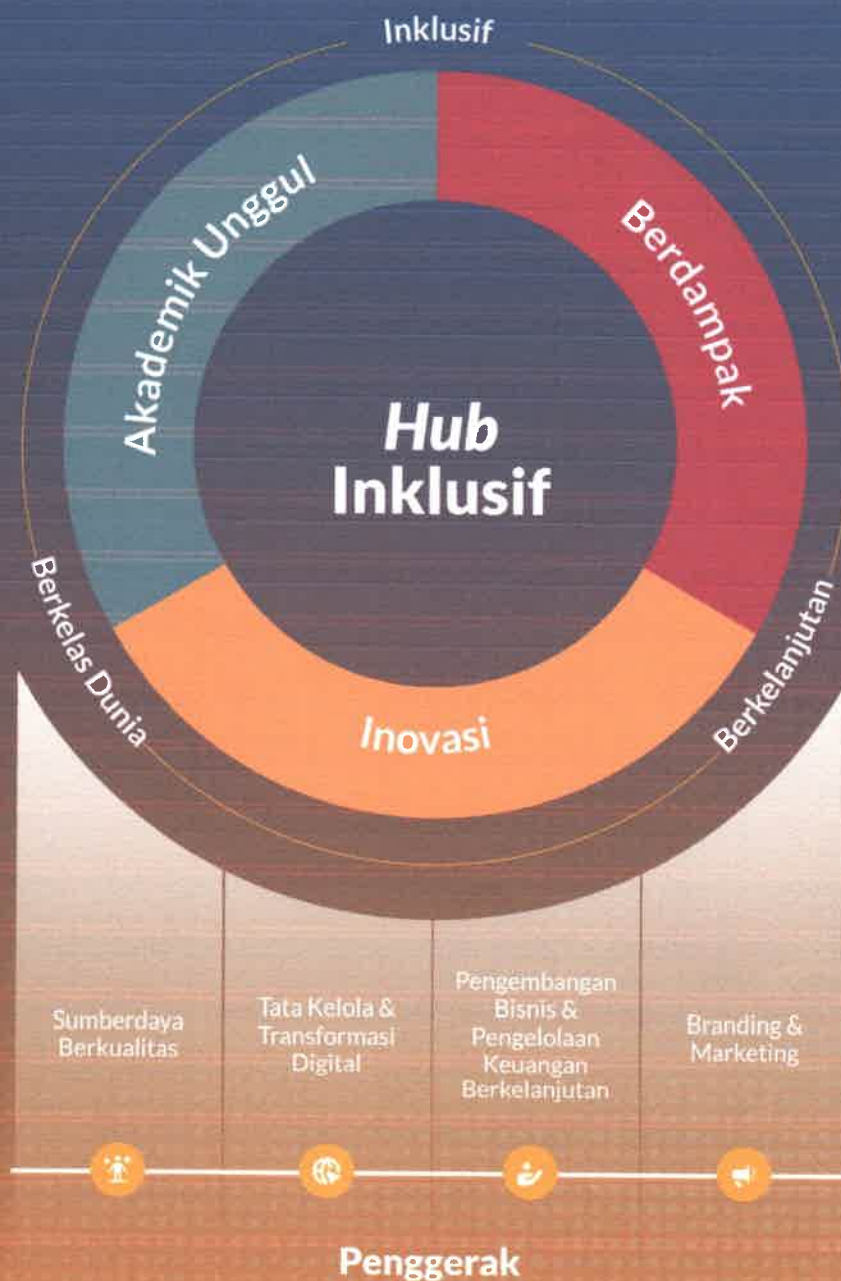 Inklusif
Akademik Unggul
Berdampak
Hub
Inklusif
Berkelas Dunia
Berkelanjutan
Inovasi
Sumberdaya
Berkualitas
Tata Kelola &
Transformasi
Digital
Pengembangan
Bisnis &
Pengelolaan
Keuangan
Berkelanjutan
Branding &
Marketing
Penggerak